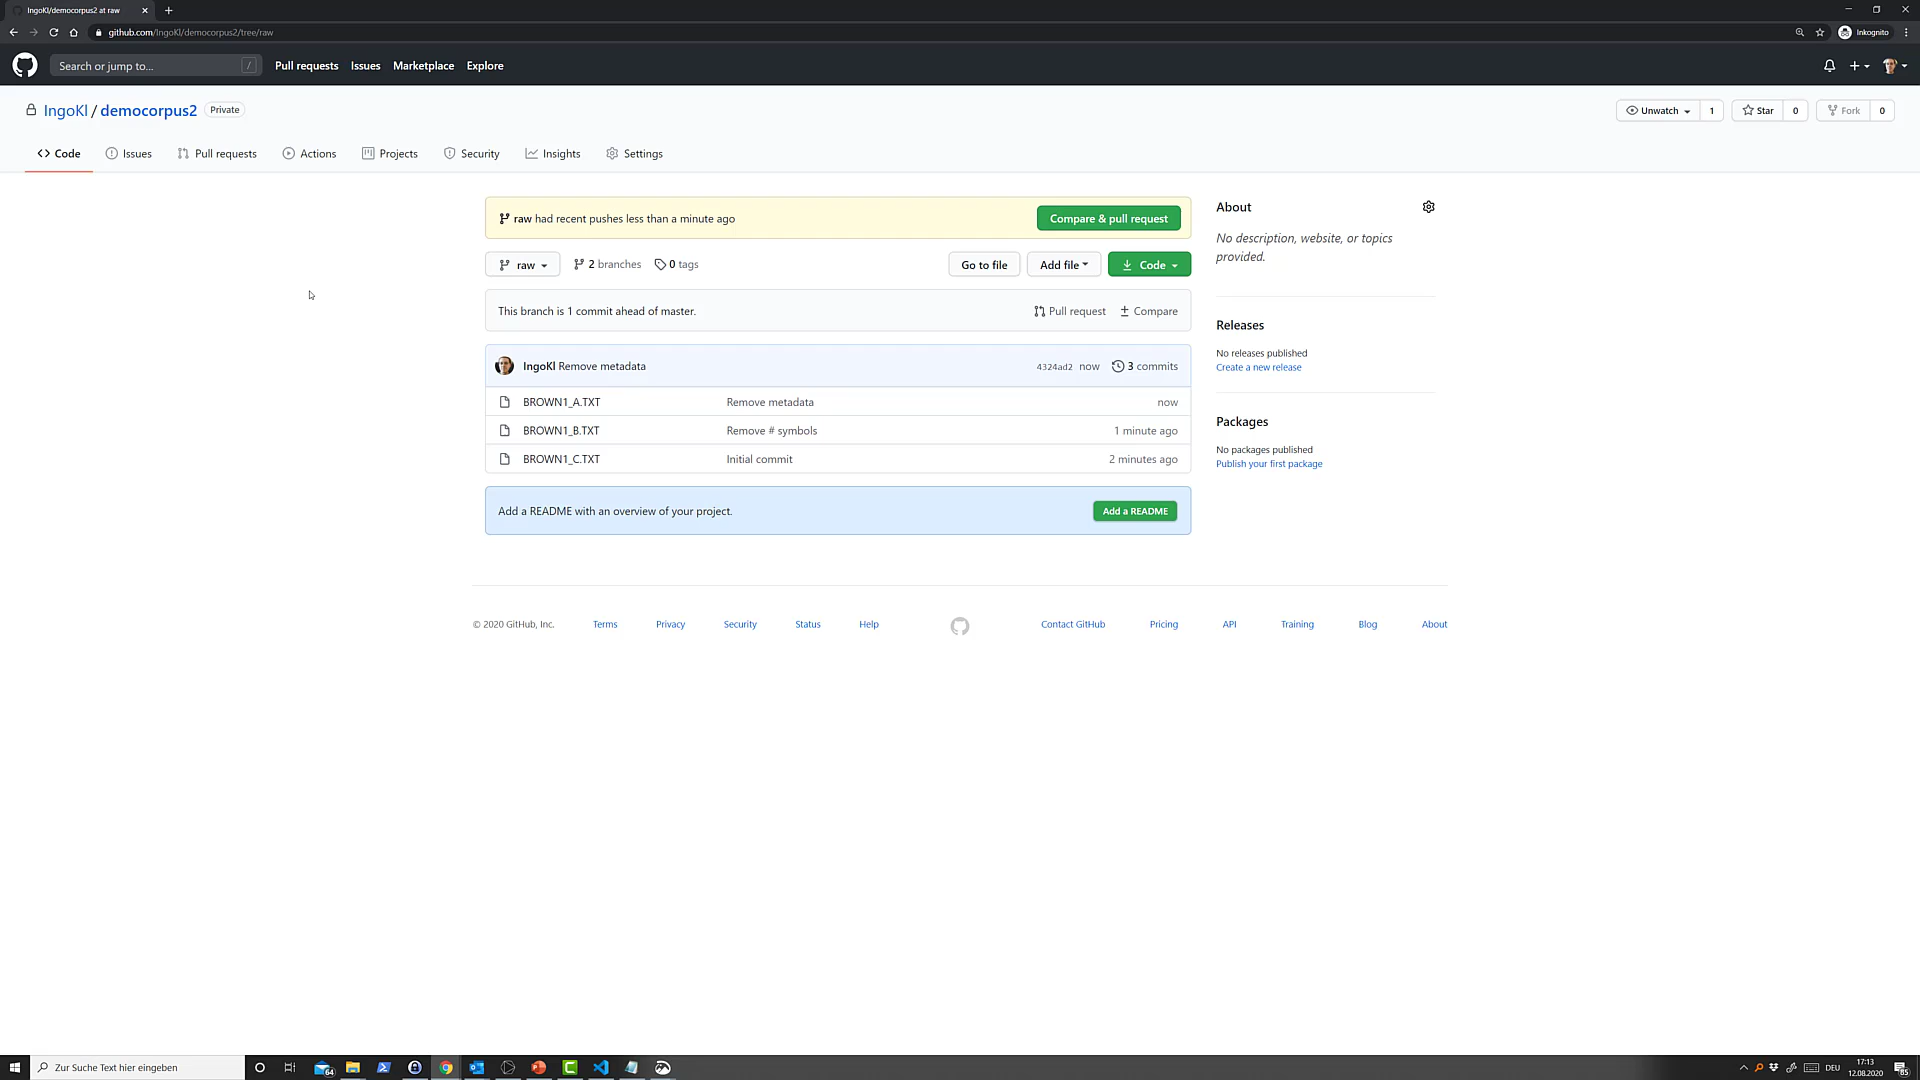 IngoKl/democorpus2 at raw
github.com/IngoKl/democorpus2/tree/raw
Inkognito
Search or jump to...
/
Pull requests
Issues
Marketplace
Explore
IngoKl / democorpus2
Private
Unwatch
1
Star
0
Fork
0
Code
Issues
Pull requests
Actions
Projects
Security
Insights
Settings
raw had recent pushes less than a minute ago
Compare & pull request
raw
2 branches
0 tags
Go to file
Add file
Code
This branch is 1 commit ahead of master.
Pull request
Compare
IngoKl Remove metadata
4324ad2 now
3 commits
BROWN1_A.TXT
Remove metadata
now
BROWN1_B.TXT
Remove # symbols
1 minute ago
BROWN1_C.TXT
Initial commit
2 minutes ago
Add a README with an overview of your project.
Add a README
About
No description, website, or topics
provided.
Releases
No releases published
Create a new release
Packages
No packages published
Publish your first package
© 2020 GitHub, Inc.
Terms
Privacy
Security
Status
Help
Contact GitHub
Pricing
API
Training
Blog
About
Zur Suche Text hier eingeben
64
DEU
17:13
12.08.2020
85